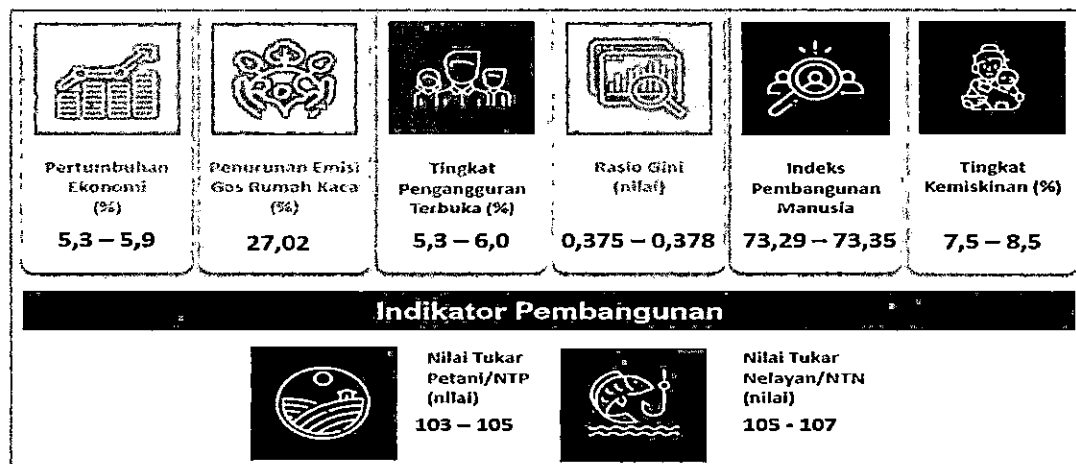 Pertumbuhan
Ekonomi
(%)
5,3 – 5,9
Penurunan Emisi
Gas Rumah Kaca
(%)
27,02
Tingkat
Pengangguran
Terbuka (%)
5,3 – 6,0
Rasio Gini
(nilai)
0,375 – 0,378
Indeks
Pembangunan
Manusia
73,29 – 73,35
Tingkat
Kemiskinan (%)
7,5 – 8,5
Indikator Pembangunan
Nilai Tukar
Petani/NTP
(nilai)
103 – 105
Nilai Tukar
Nelayan/NTN
(nilai)
105 - 107